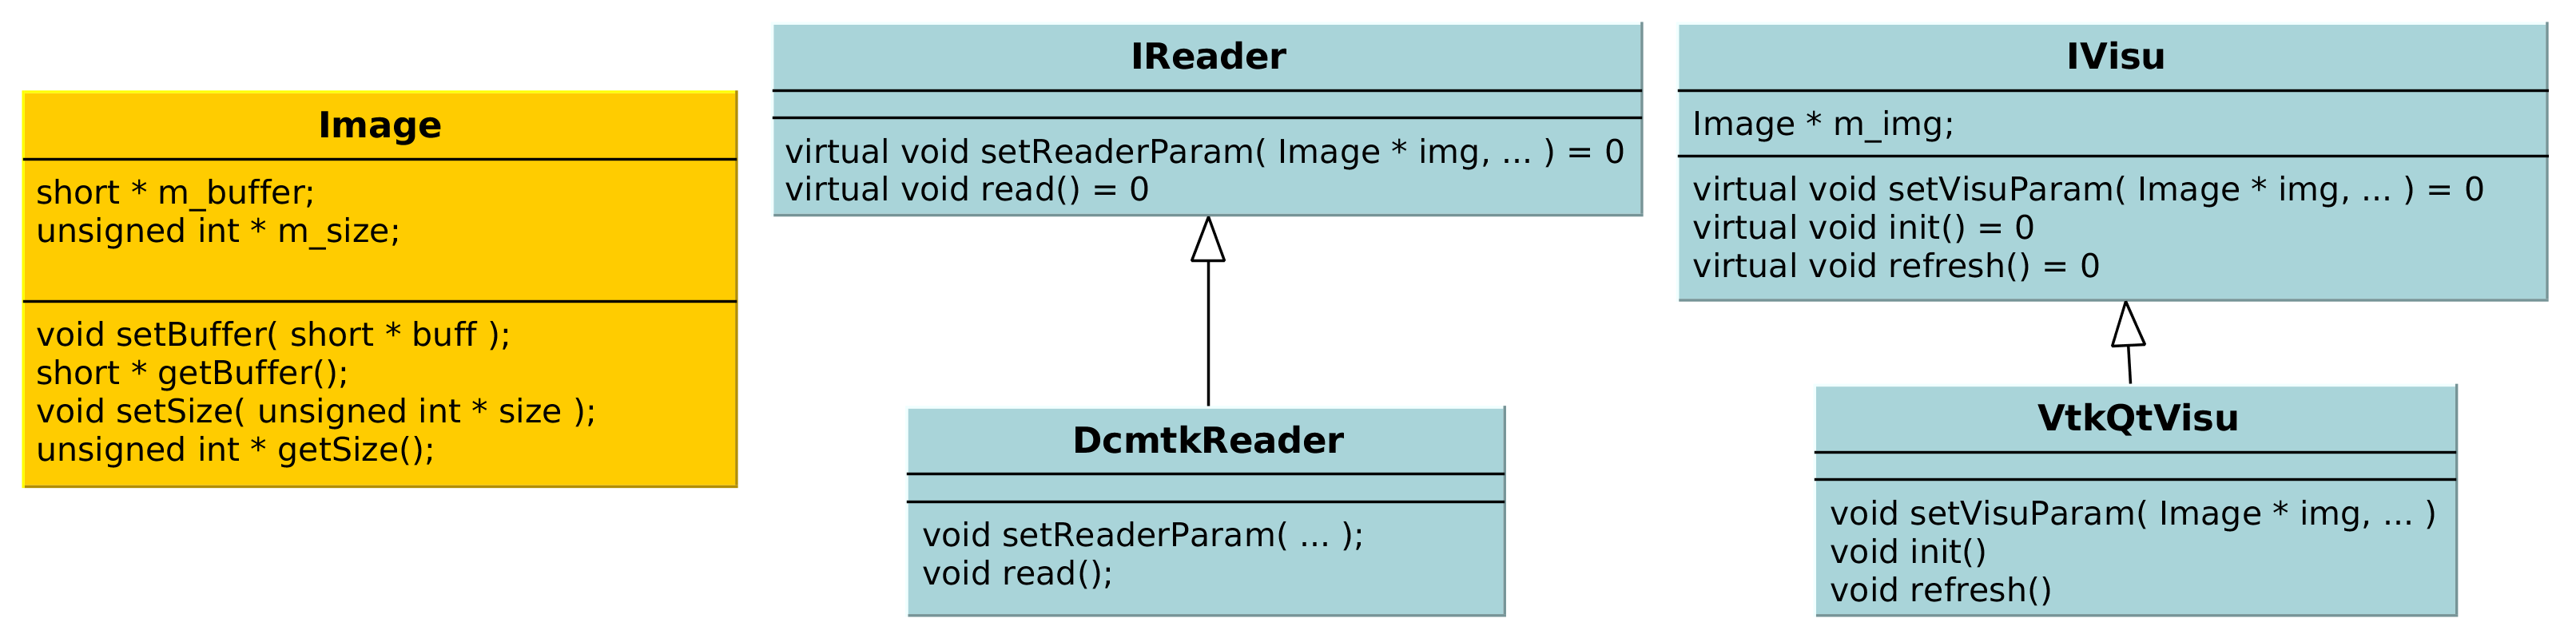 Image
short * m_buffer;
unsigned int * m_size;
void setBuffer( short * buff );
short * getBuffer();
void setSize( unsigned int * size );
unsigned int * getSize();
IReader
virtual void setReaderParam( Image * img, ... ) = 0
virtual void read() = 0
DcmtkReader
void setReaderParam( ... );
void read();
IVisu
Image * m_img;
virtual void setVisuParam( Image * img, ... ) = 0
virtual void init() = 0
virtual void refresh() = 0
VtkQtVisu
void setVisuParam( Image * img, ... )
void init()
void refresh()